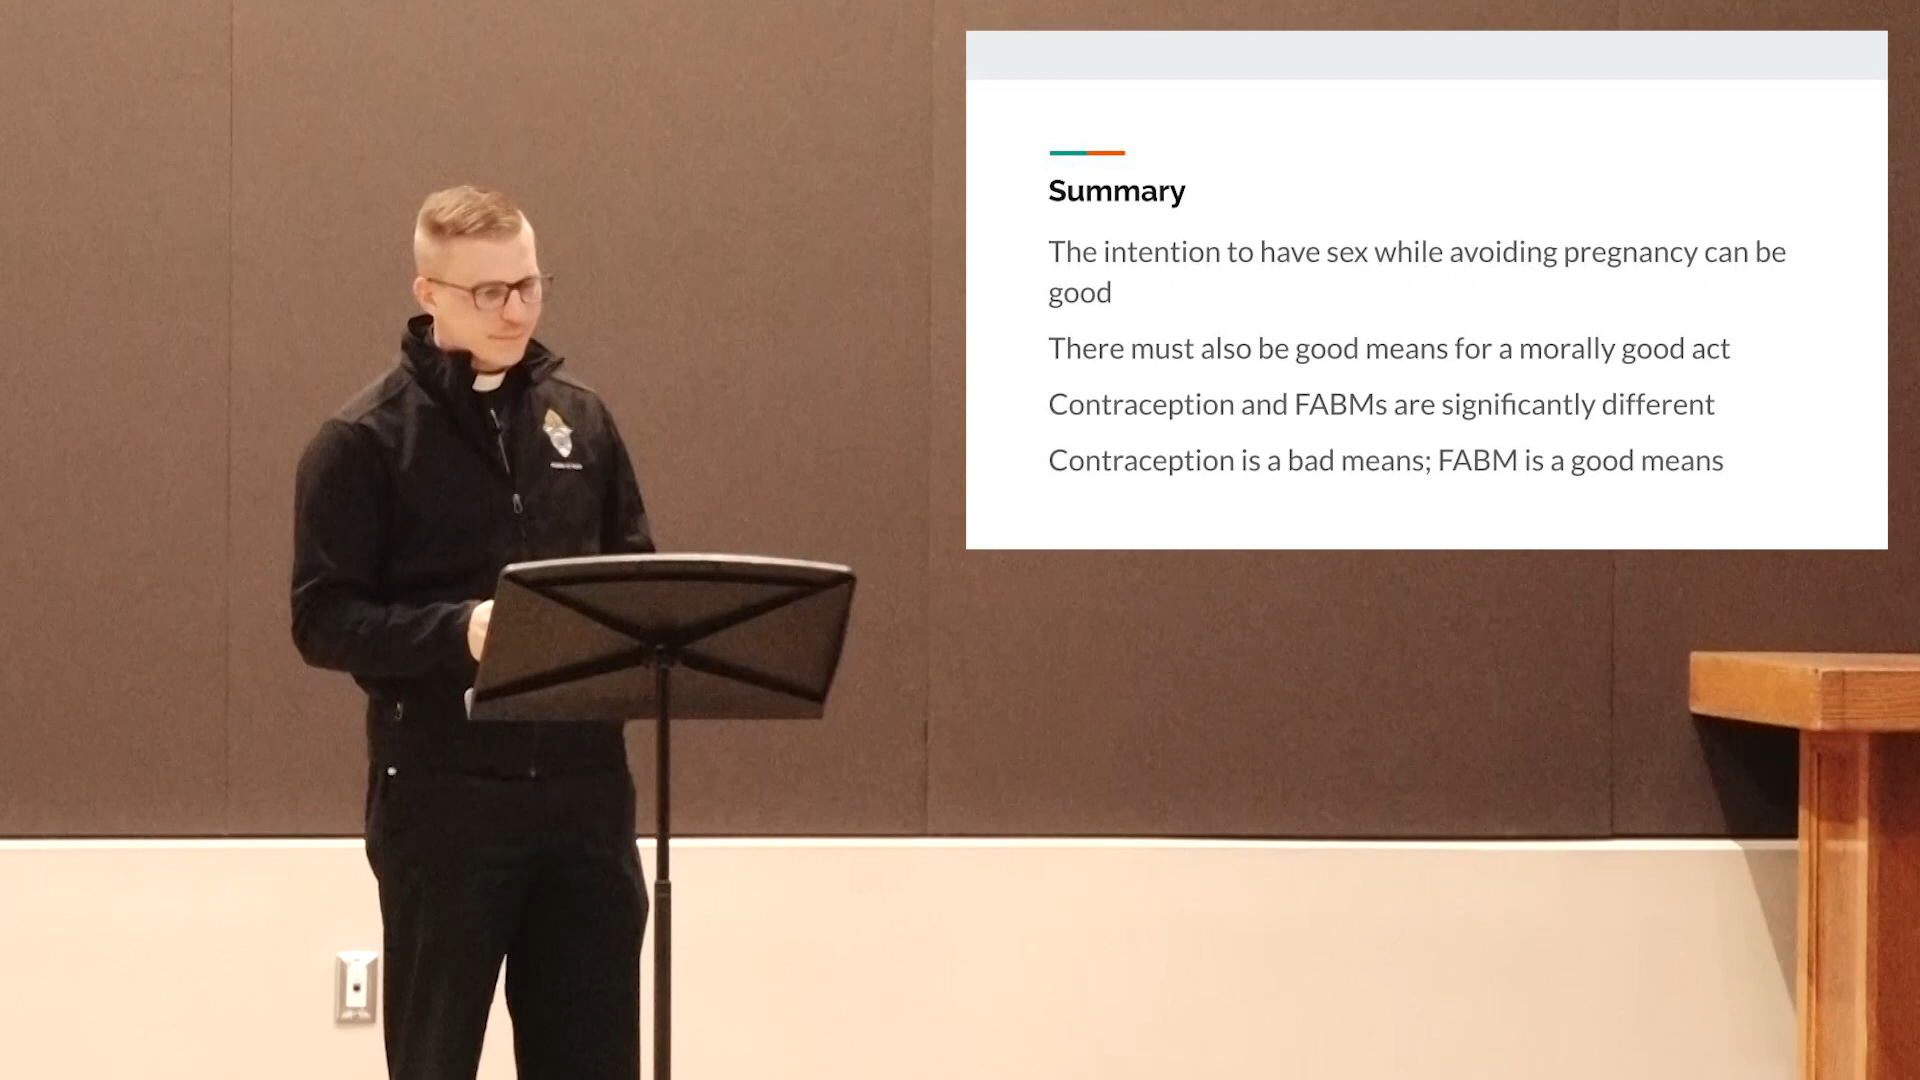 Summary
The intention to have sex while avoiding pregnancy can be
good
There must also be good means for a morally good act
Contraception and FABMs are significantly different
Contraception is a bad means; FABM is a good means